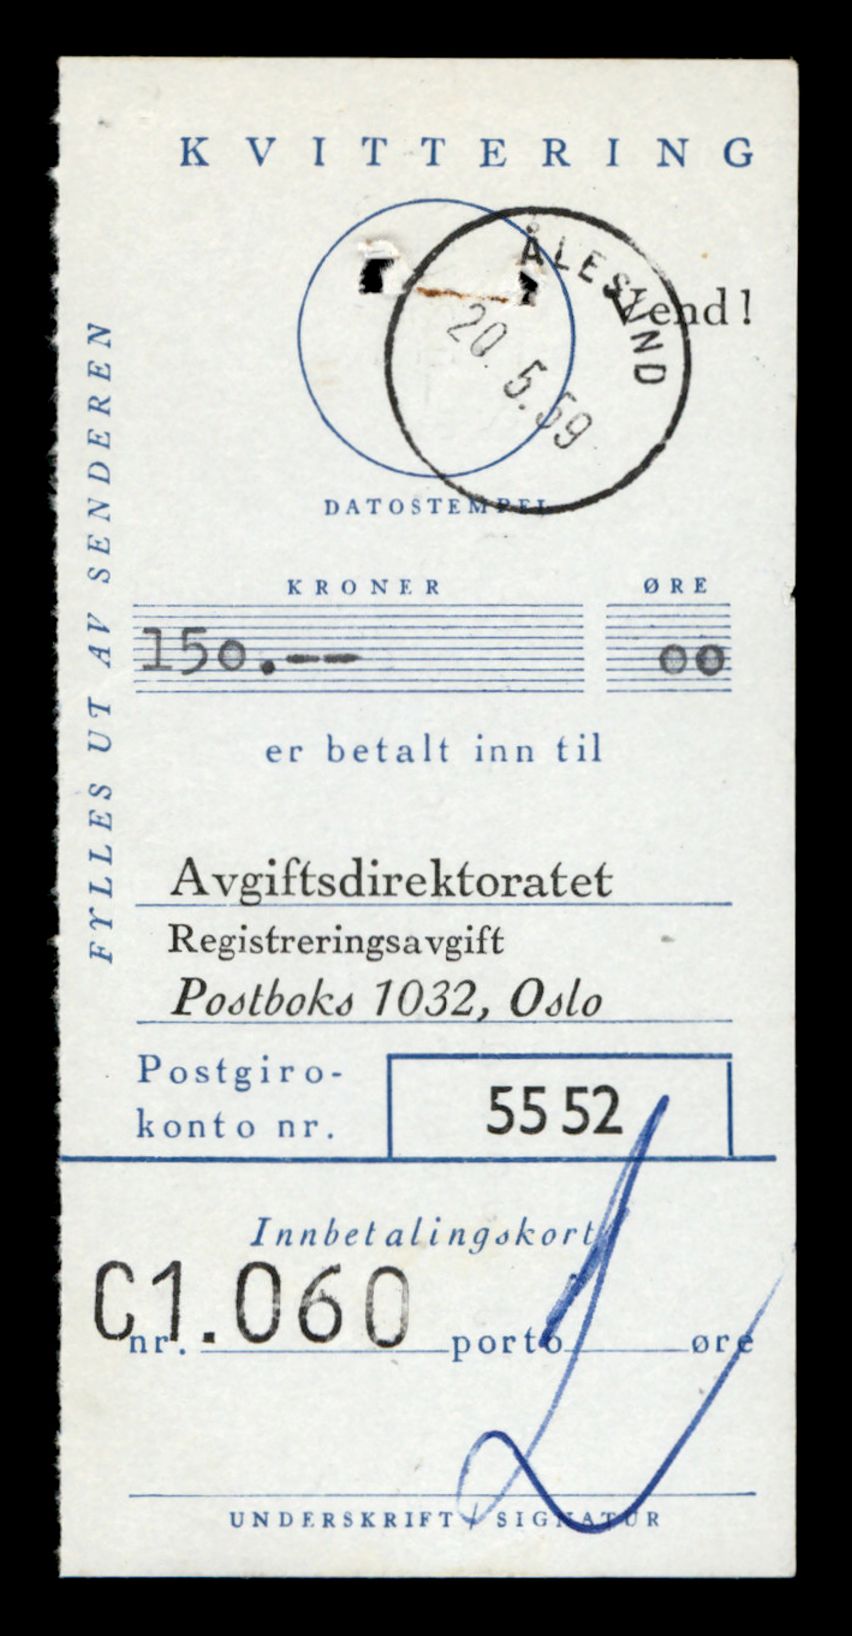 KVITTERING
ÅLESUND
20.5.59
Vend!
DATOSTEMPEL
FYLLES UT AV SENDEREN
KRONER ØRE
150.-- 00
er betalt inn til
Avgiftsdirektoratet
Registreringsavgift
Postboks 1032, Oslo
Postgiro-
konto nr. 5552
Innbetalingskort
C1.060
nr. porto øre
UNDERSKRIFT / SIGNATUR